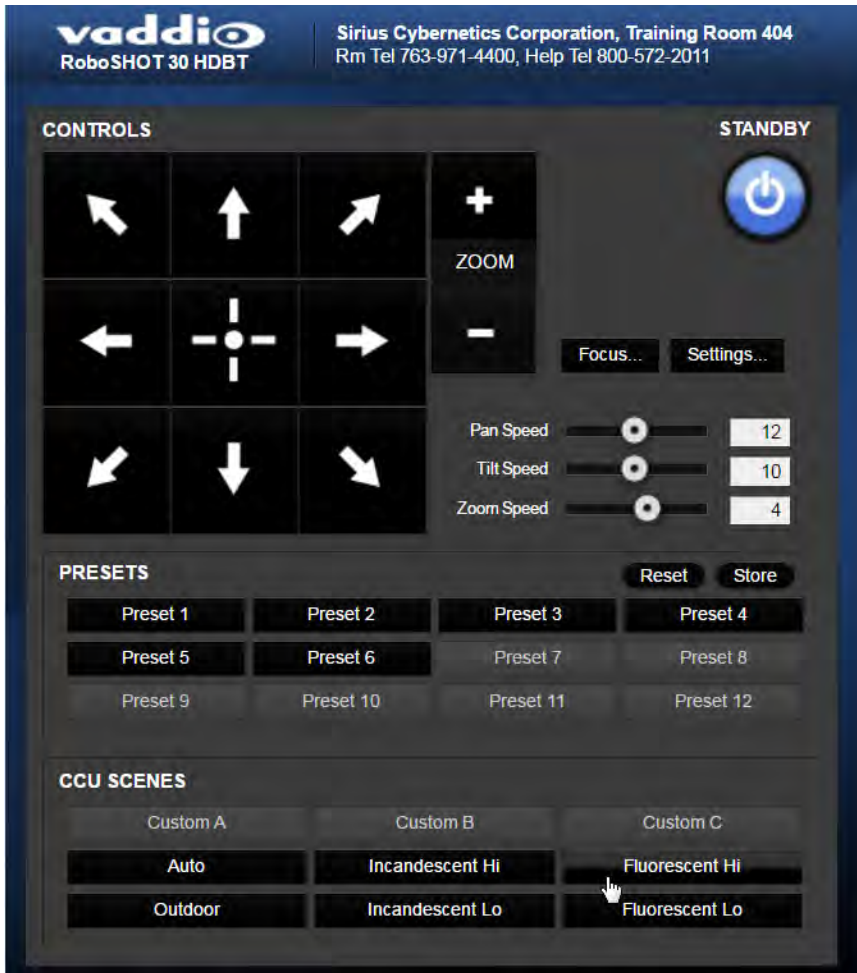 vaddio
RoboSHOT 30 HDBT
Sirius Cybernetics Corporation, Training Room 404
Rm Tel 763-971-4400, Help Tel 800-572-2011
CONTROLS
STANDBY
+
ZOOM
-
Focus...
Settings...
Pan Speed 12
Tilt Speed 10
Zoom Speed 4
PRESETS
Reset
Store
Preset 1
Preset 2
Preset 3
Preset 4
Preset 5
Preset 6
Preset 7
Preset 8
Preset 9
Preset 10
Preset 11
Preset 12
CCU SCENES
Custom A
Custom B
Custom C
Auto
Incandescent Hi
Fluorescent Hi
Outdoor
Incandescent Lo
Fluorescent Lo